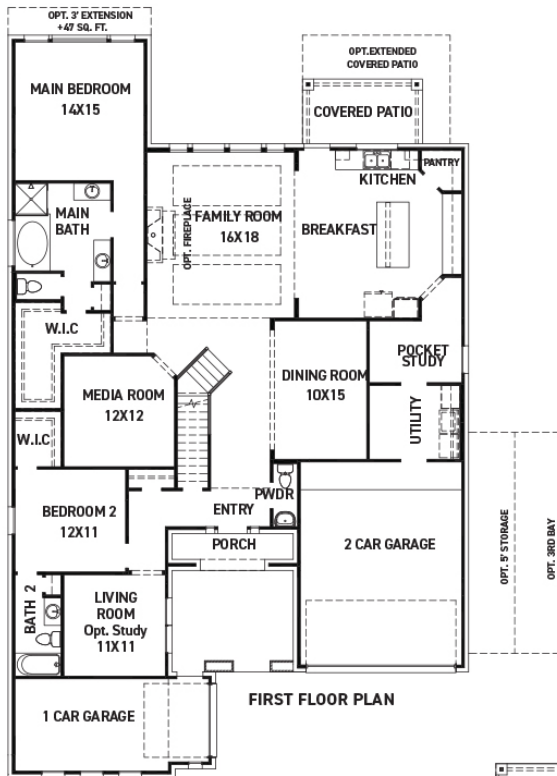 OPT. 3' EXTENSION
+47 SQ. FT.
MAIN BEDROOM
14X15
OPT.EXTENDED
COVERED PATIO
COVERED PATIO
PANTRY
KITCHEN
MAIN
BATH
OPT. FIREPLACE
FAMILY ROOM
16X18
BREAKFAST
W.I.C
MEDIA ROOM
12X12
DINING ROOM
10X15
POCKET
STUDY
UTILITY
W.I.C
BEDROOM 2
12X11
ENTRY
PWDR
PORCH
2 CAR GARAGE
OPT. 5' STORAGE
OPT. 3RD BAY
BATH 2
LIVING
ROOM
Opt. Study
11X11
1 CAR GARAGE
FIRST FLOOR PLAN